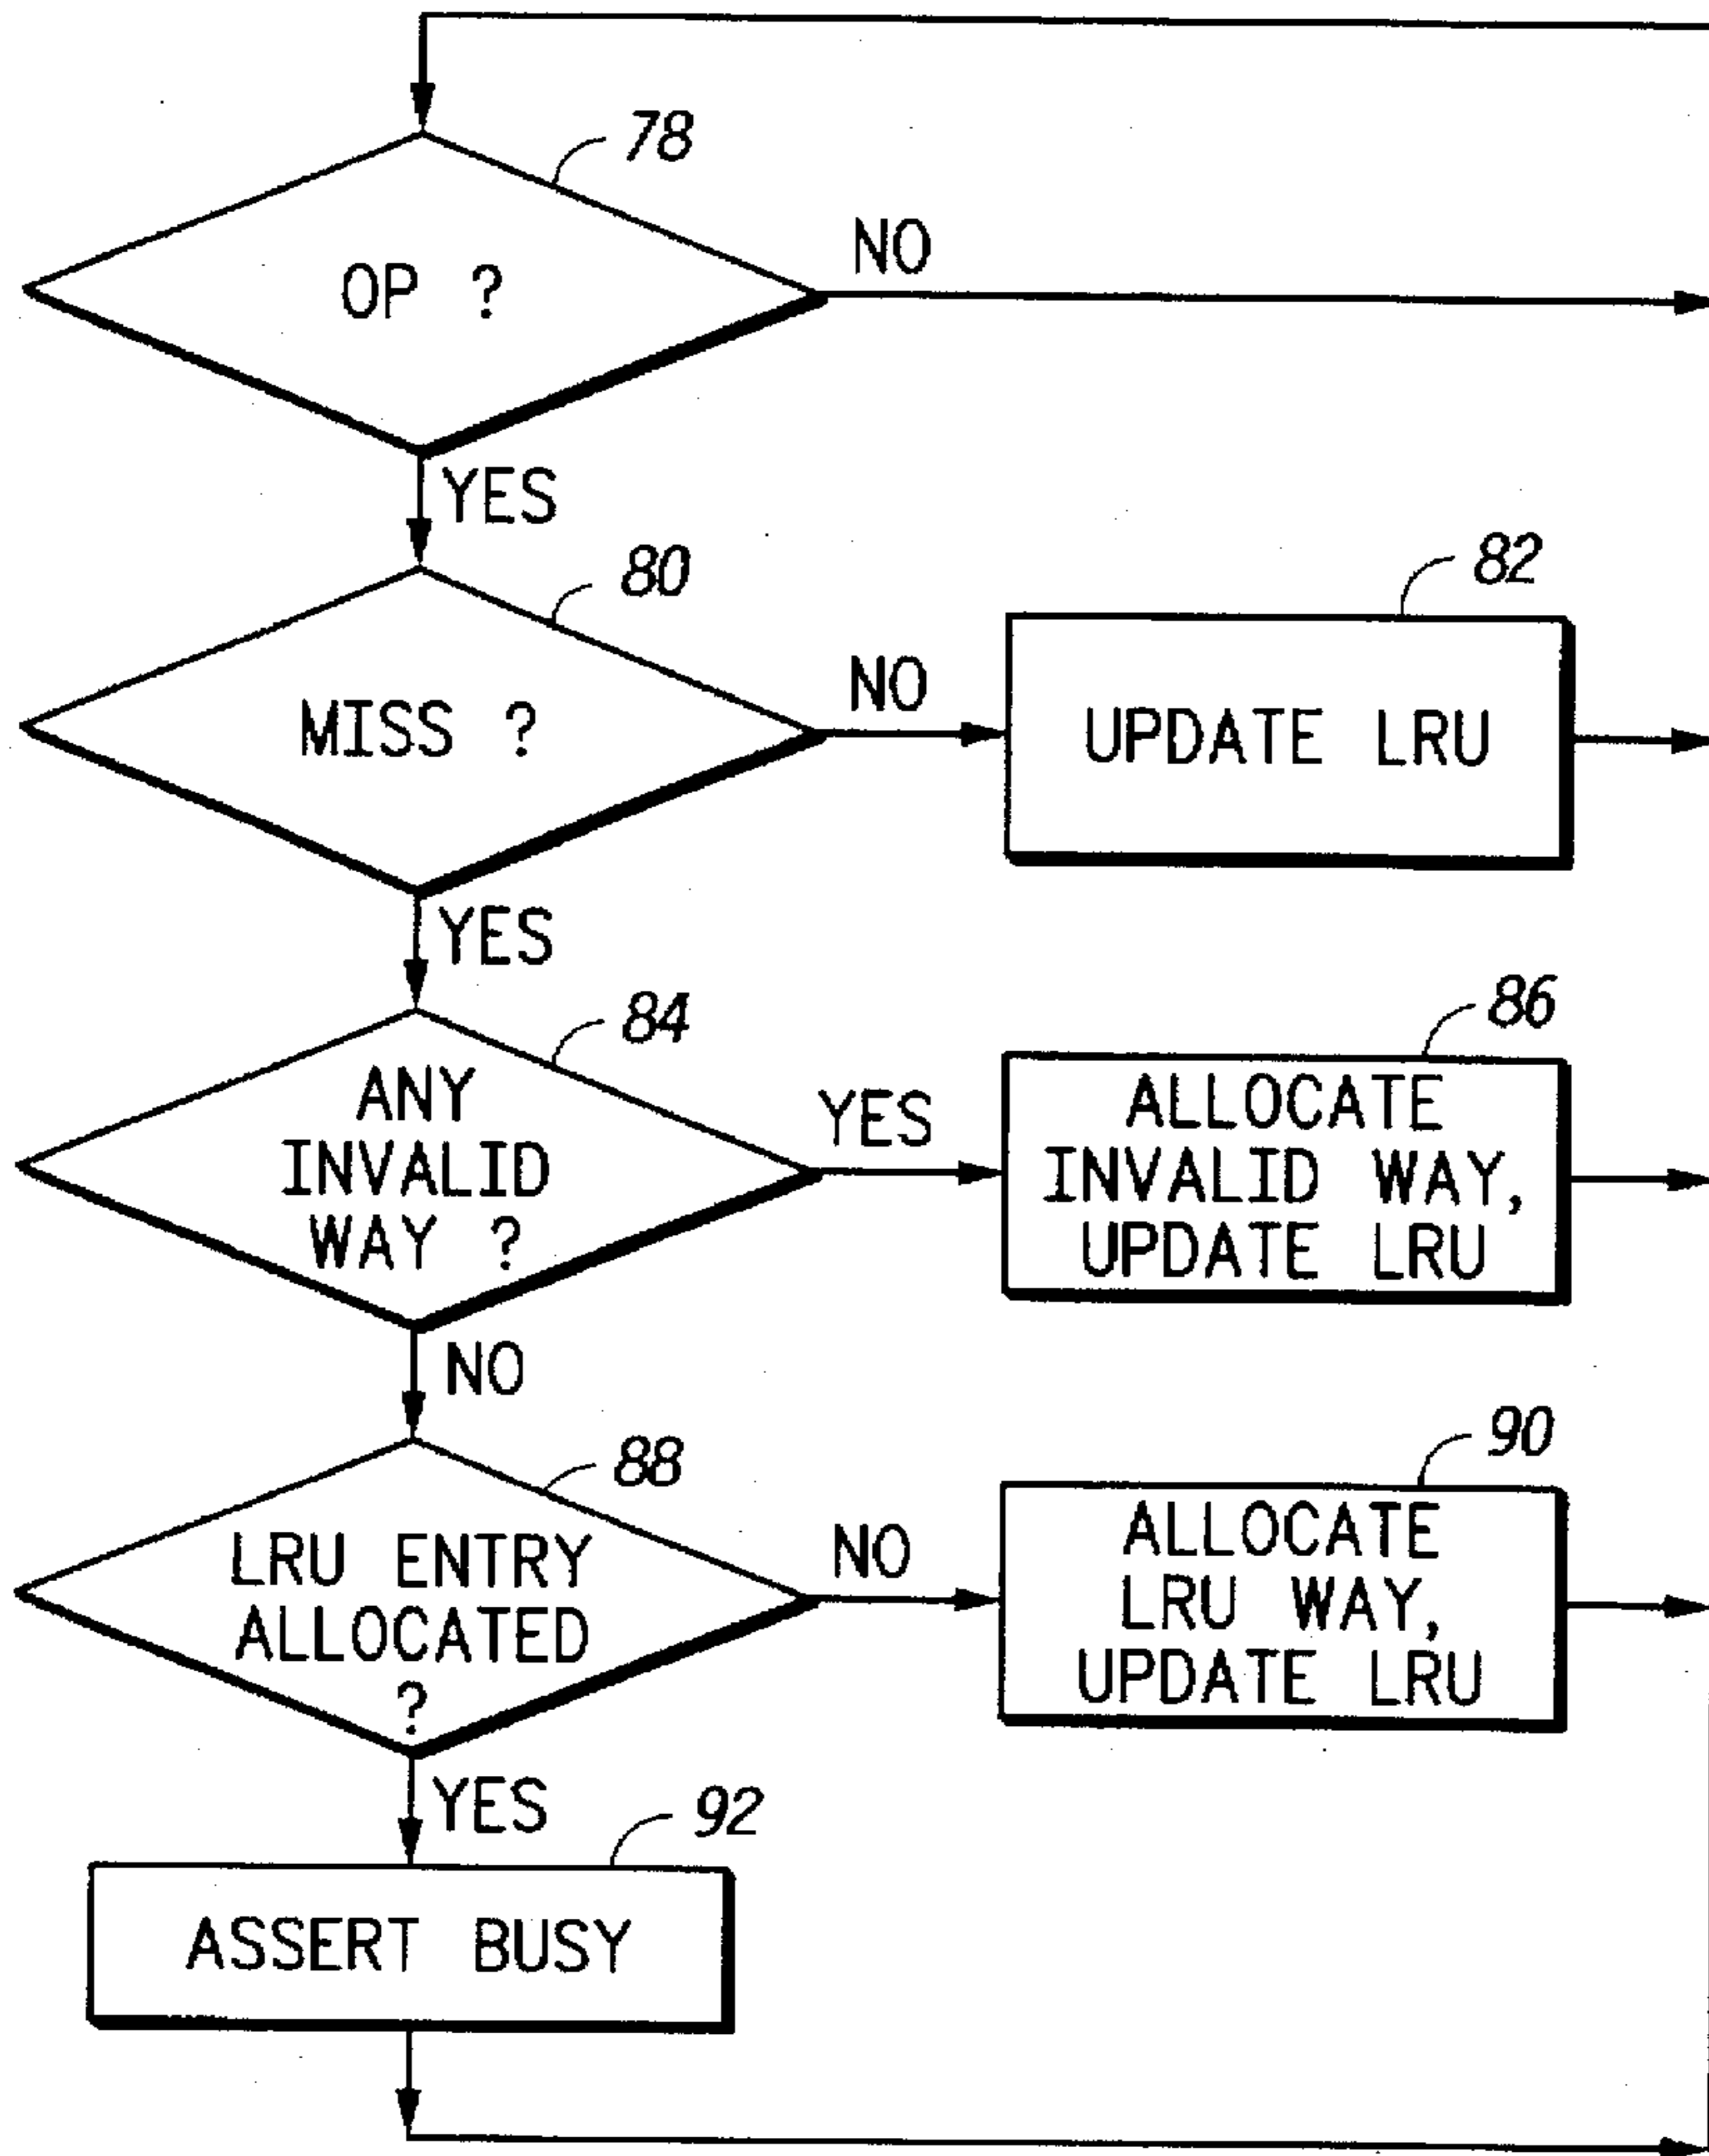 78
OP ?
NO
YES
80
MISS ?
NO
82
UPDATE LRU
YES
84
ANY
INVALID
WAY ?
YES
86
ALLOCATE
INVALID WAY,
UPDATE LRU
NO
88
LRU ENTRY
ALLOCATED
?
NO
90
ALLOCATE
LRU WAY,
UPDATE LRU
YES
92
ASSERT BUSY